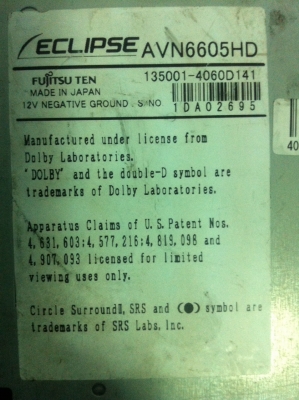 ECLIPSE AVN6605HD
FUJITSU TEN 135001-4060D141
MADE IN JAPAN
12V NEGATIVE GROUND. S/NO 1DA02695
Manufactured under license from
Dolby Laboratories.
"DOLBY" and the double-D symbol are
trademarks of Dolby Laboratories.
Apparatus Claims of U.S. Patent Nos.
4,631,603;4,577,216;4,819,098 and
4,907,093 licensed for limited
viewing uses only.
Circle SurroundⅡ, SRS and (●) symbol are
trademarks of SRS Labs, Inc.
40